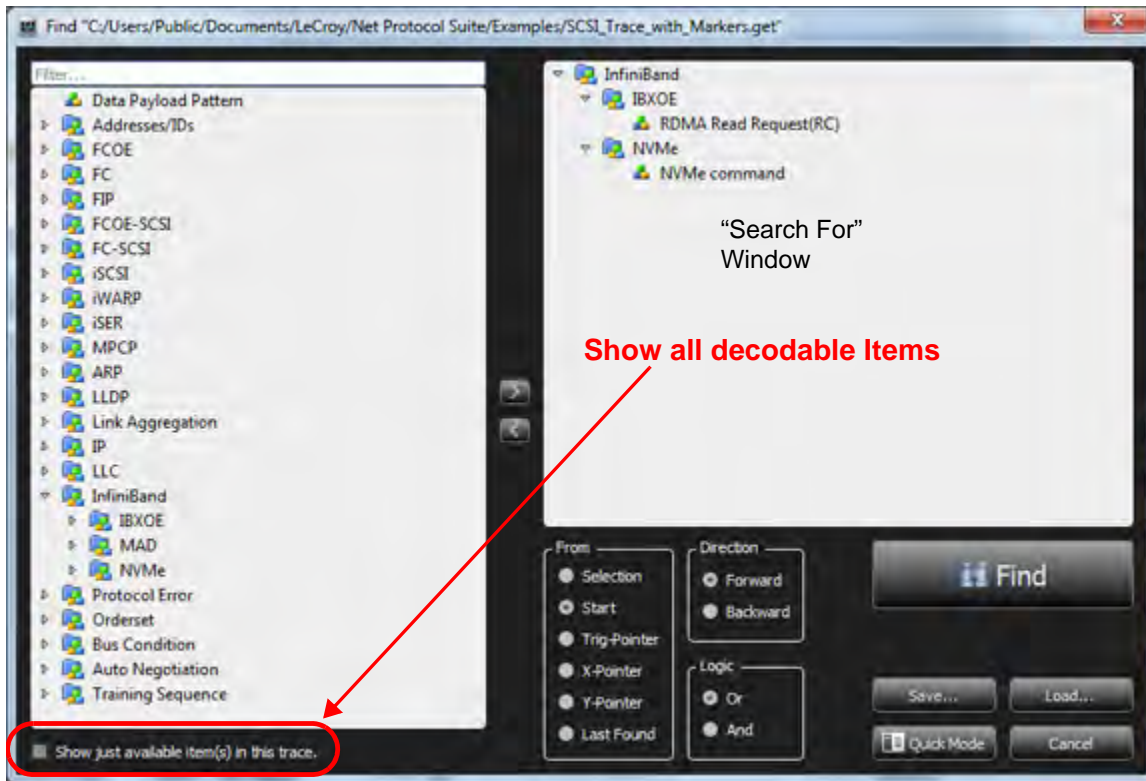 Find "C:/Users/Public/Documents/LeCroy/Net Protocol Suite/Examples/SCSI_Trace_with_Markers.get"
Filter...
Data Payload Pattern
Addresses/IDs
FCOE
FC
FIP
FCOE-SCSI
FC-SCSI
iSCSI
iWARP
iSER
MPCP
ARP
LLDP
Link Aggregation
IP
LLC
InfiniBand
IBXOE
MAD
NVMe
Protocol Error
Orderset
Bus Condition
Auto Negotiation
Training Sequence
Show just available item(s) in this trace.
>
<
InfiniBand
IBXOE
RDMA Read Request(RC)
NVMe
NVMe command
“Search For”
Window
Show all decodable Items
From
Selection
Start
Trig-Pointer
X-Pointer
Y-Pointer
Last Found
Direction
Forward
Backward
Logic
Or
And
Find
Save...
Load...
Quick Mode
Cancel